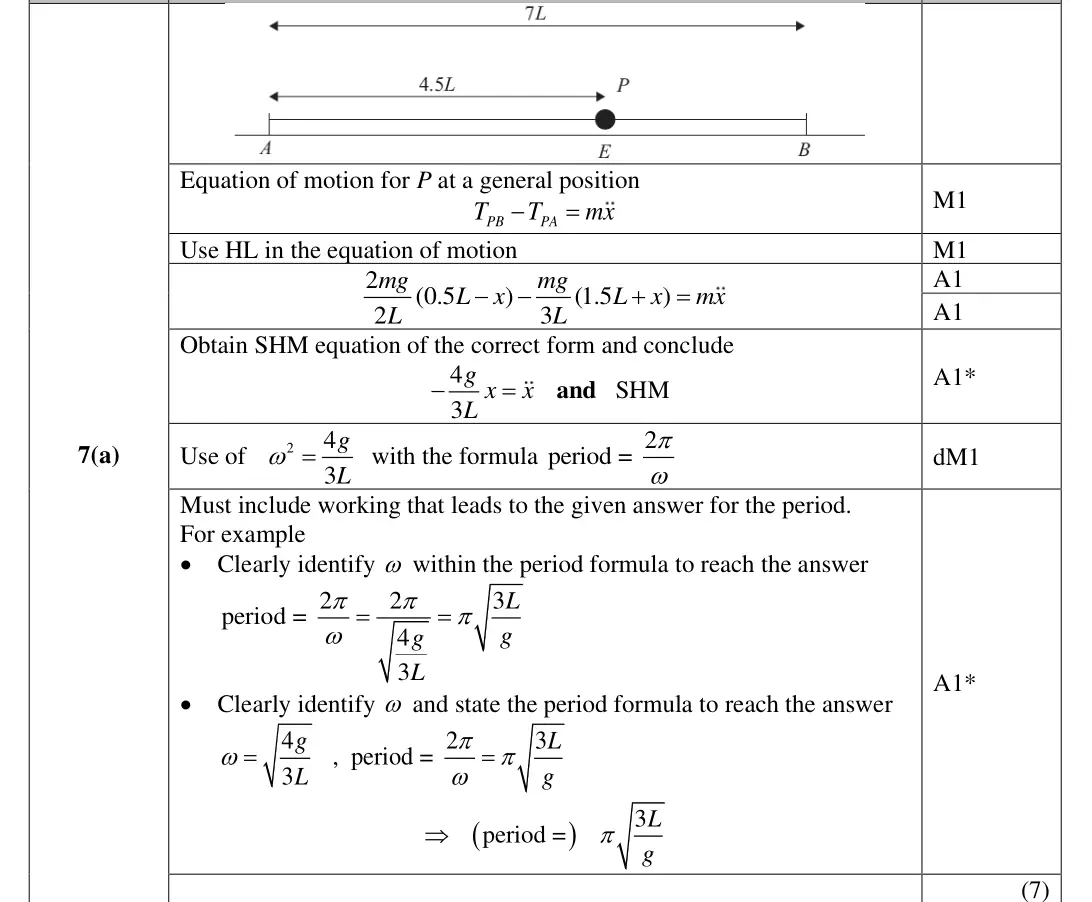 7L
4.5L P
A E B
Equation of motion for P at a general position
T_PB − T_PA = mẍ
M1
Use HL in the equation of motion
M1
2mg/2L (0.5L − x) − mg/3L (1.5L + x) = mẍ
A1
A1
Obtain SHM equation of the correct form and conclude
−4g/3L x = ẍ and SHM
A1*
7(a)
Use of ω² = 4g/3L with the formula period = 2π/ω
dM1
Must include working that leads to the given answer for the period.
For example
• Clearly identify ω within the period formula to reach the answer
period = 2π/ω = 2π/√(4g/3L) = π√(3L/g)
• Clearly identify ω and state the period formula to reach the answer
ω = √(4g/3L) , period = 2π/ω = π√(3L/g)
⇒ (period =) π√(3L/g)
A1*
(7)